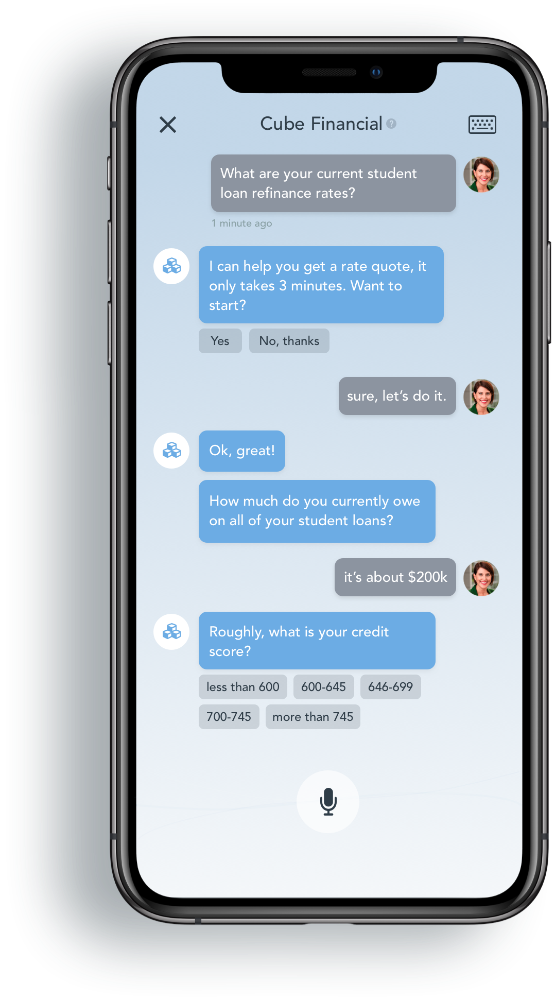 Cube Financial ?
What are your current student
loan refinance rates?
1 minute ago
I can help you get a rate quote, it
only takes 3 minutes. Want to
start?
Yes
No, thanks
sure, let’s do it.
Ok, great!
How much do you currently owe
on all of your student loans?
it’s about $200k
Roughly, what is your credit
score?
less than 600
600-645
646-699
700-745
more than 745